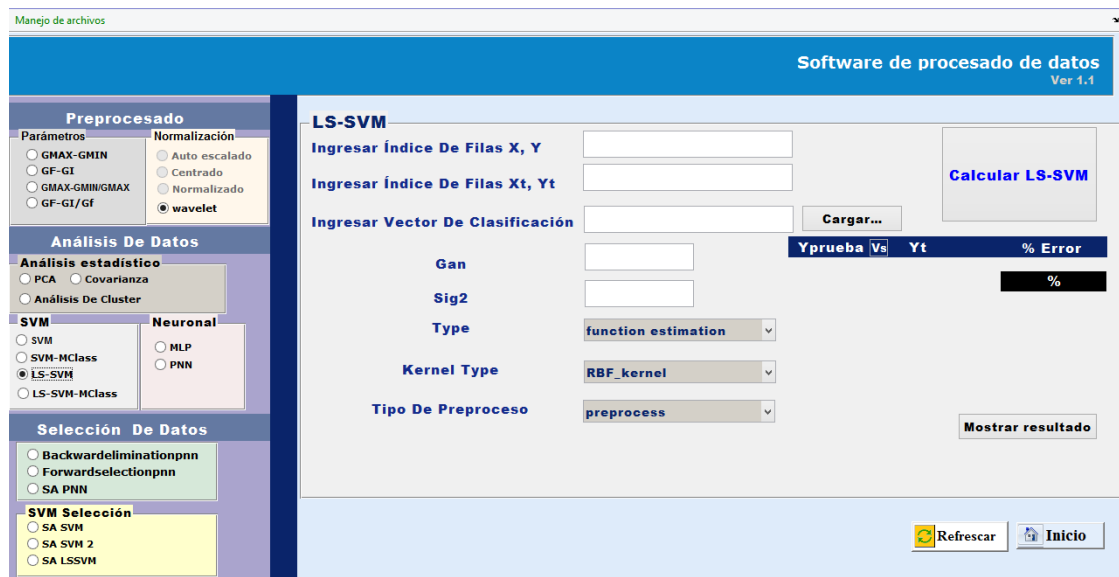 Manejo de archivos
Software de procesado de datos
Ver 1.1
Preprocesado
Parámetros
GMAX-GMIN
GF-GI
GMAX-GMIN/GMAX
GF-GI/Gf
Normalización
Auto escalado
Centrado
Normalizado
wavelet
Análisis De Datos
Análisis estadístico
PCA
Covarianza
Análisis De Cluster
SVM
SVM
SVM-MClass
LS-SVM
LS-SVM-MClass
Neuronal
MLP
PNN
Selección De Datos
Backwardeliminationpnn
Forwardselectionpnn
SA PNN
SVM Selección
SA SVM
SA SVM 2
SA LSSVM
LS-SVM
Ingresar Índice De Filas X, Y
Ingresar Índice De Filas Xt, Yt
Ingresar Vector De Clasificación
Cargar...
Calcular LS-SVM
Yprueba Vs Yt % Error
%
Gan
Sig2
Type
function estimation
Kernel Type
RBF_kernel
Tipo De Preproceso
preprocess
Mostrar resultado
Refrescar
Inicio